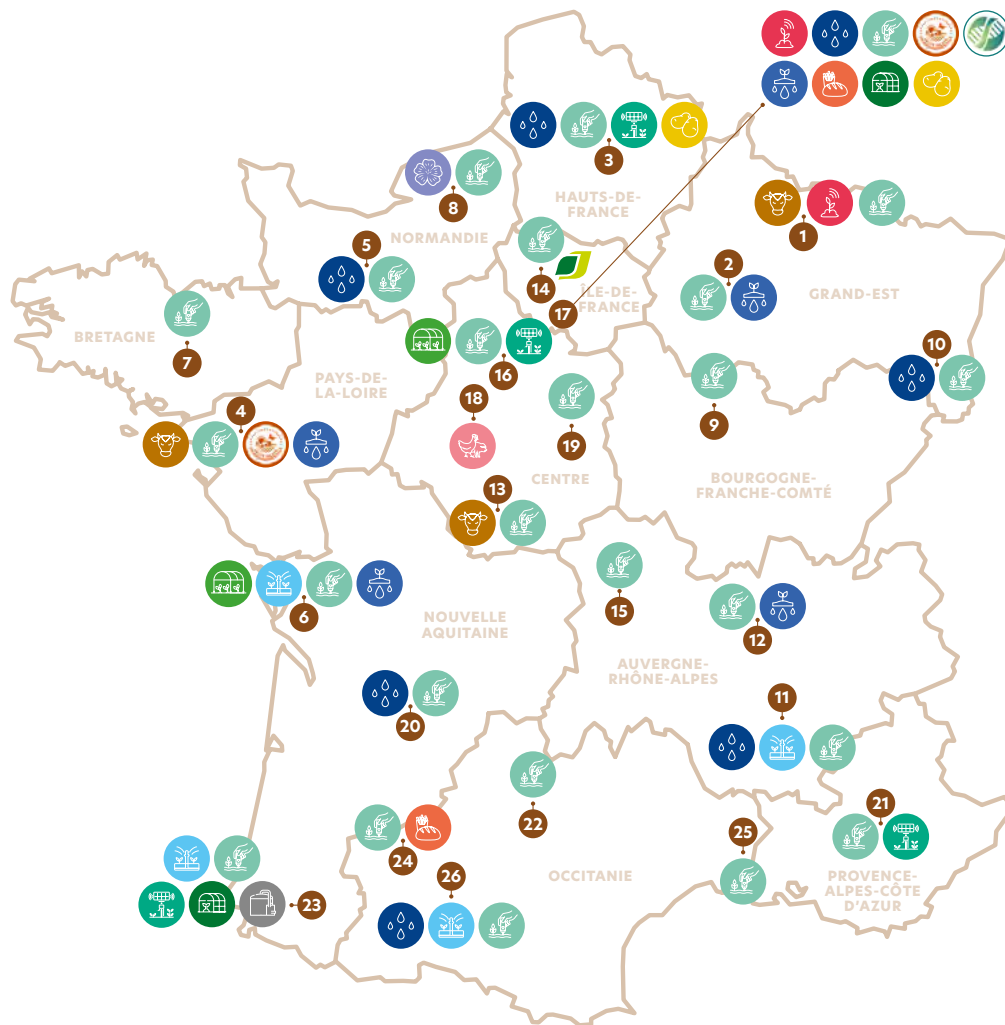 3
HAUTS-DE-
FRANCE
8
NORMANDIE
1
5
2
GRAND-EST
14
ÎLE-DE-
FRANCE
17
BRETAGNE
7
16
10
PAYS-DE-
LA-LOIRE
18
9
4
19
CENTRE
BOURGOGNE-
FRANCHE-COMTÉ
13
6
NOUVELLE
AQUITAINE
15
12
AUVERGNE-
RHÔNE-ALPES
20
11
22
21
25
24
OCCITANIE
PROVENCE-
ALPES-CÔTE
D'AZUR
26
23